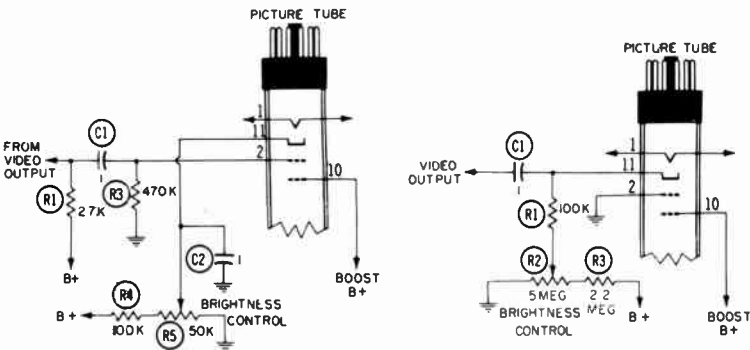 PICTURE TUBE
1
11
2
10
FROM
VIDEO
OUTPUT
C1
1
R1
27K
R3
470K
B+
C2
1
BOOST
B+
R4
100K
B+
R5
50K
BRIGHTNESS
CONTROL
PICTURE TUBE
1
11
2
10
VIDEO
OUTPUT
C1
1
R1
100K
R2
5MEG
R3
2 2
MEG
BRIGHTNESS
CONTROL
B+
BOOST
B+